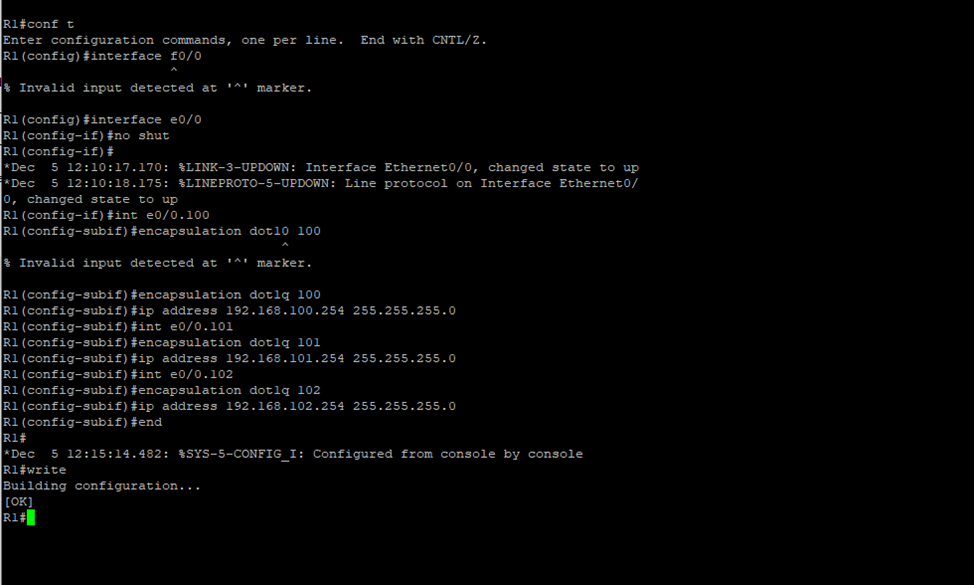 R1#conf t
Enter configuration commands, one per line.  End with CNTL/Z.
R1(config)#interface f0/0
                       ^
% Invalid input detected at '^' marker.
R1(config)#interface e0/0
R1(config-if)#no shut
R1(config-if)#
*Dec  5 12:10:17.170: %LINK-3-UPDOWN: Interface Ethernet0/0, changed state to up
*Dec  5 12:10:18.175: %LINEPROTO-5-UPDOWN: Line protocol on Interface Ethernet0/
0, changed state to up
R1(config-if)#int e0/0.100
R1(config-subif)#encapsulation dot10 100
                                    ^
% Invalid input detected at '^' marker.
R1(config-subif)#encapsulation dot1q 100
R1(config-subif)#ip address 192.168.100.254 255.255.255.0
R1(config-subif)#int e0/0.101
R1(config-subif)#encapsulation dot1q 101
R1(config-subif)#ip address 192.168.101.254 255.255.255.0
R1(config-subif)#int e0/0.102
R1(config-subif)#encapsulation dot1q 102
R1(config-subif)#ip address 192.168.102.254 255.255.255.0
R1(config-subif)#end
R1#
*Dec  5 12:15:14.482: %SYS-5-CONFIG_I: Configured from console by console
R1#write
Building configuration...
[OK]
R1#